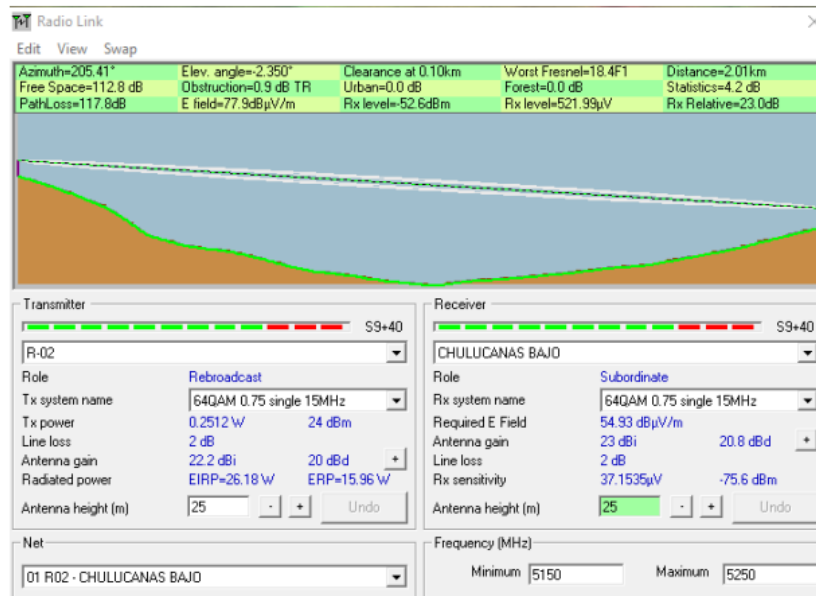 Radio Link
Edit View Swap
Azimuth=205.41° Elev. angle=-2.350° Clearance at 0.10km Worst Fresnel=18.4F1 Distance=2.01km
Free Space=112.8 dB Obstruction=0.9 dB TR Urban=0.0 dB Forest=0.0 dB Statistics=4.2 dB
PathLoss=117.8dB E field=77.9dBµV/m Rx level=-52.6dBm Rx level=521.99µV Rx Relative=23.0dB
Transmitter
S9+40
R-02
Role Rebroadcast
Tx system name 64QAM 0.75 single 15MHz
Tx power 0.2512 W 24 dBm
Line loss 2 dB
Antenna gain 22.2 dBi 20 dBd +
Radiated power EIRP=26.18 W ERP=15.96 W
Antenna height (m) 25 - + Undo
Receiver
S9+40
CHULUCANAS BAJO
Role Subordinate
Rx system name 64QAM 0.75 single 15MHz
Required E Field 54.93 dBµV/m
Antenna gain 23 dBi 20.8 dBd +
Line loss 2 dB
Rx sensitivity 37.1535µV -75.6 dBm
Antenna height (m) 25 - + Undo
Net
01 R02 - CHULUCANAS BAJO
Frequency (MHz)
Minimum 5150 Maximum 5250